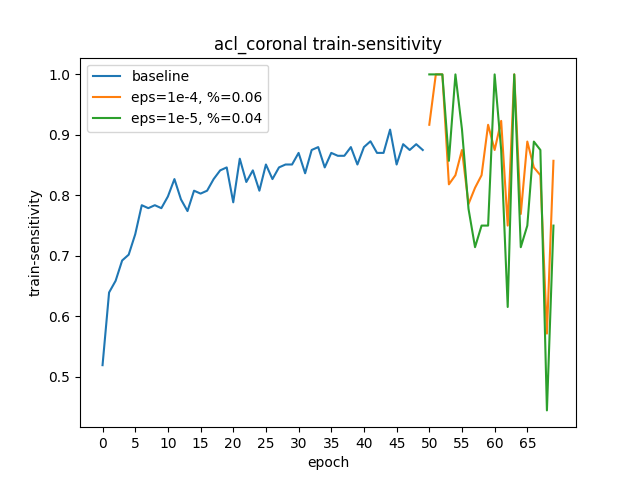 acl_coronal train-sensitivity
baseline
eps=1e-4, %=0.06
eps=1e-5, %=0.04
train-sensitivity
1.0
0.9
0.8
0.7
0.6
0.5
0 5 10 15 20 25 30 35 40 45 50 55 60 65
epoch